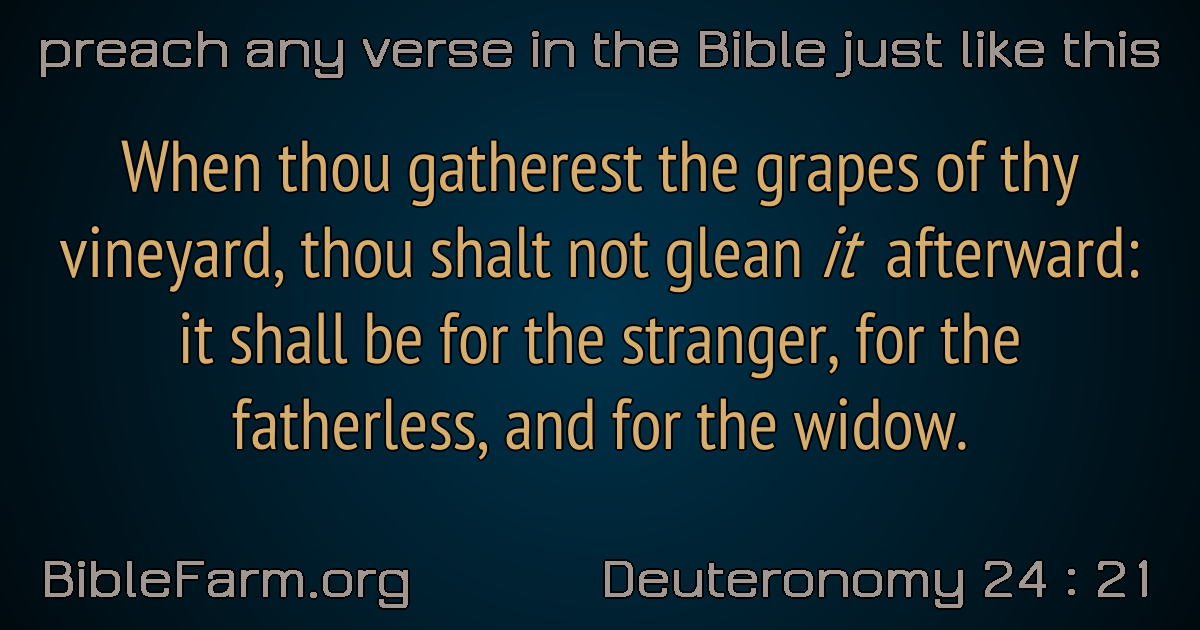 preach any verse in the Bible just like this
When thou gatherest the grapes of thy
vineyard, thou shalt not glean it afterward:
it shall be for the stranger, for the
fatherless, and for the widow.
BibleFarm.org
Deuteronomy 24 : 21